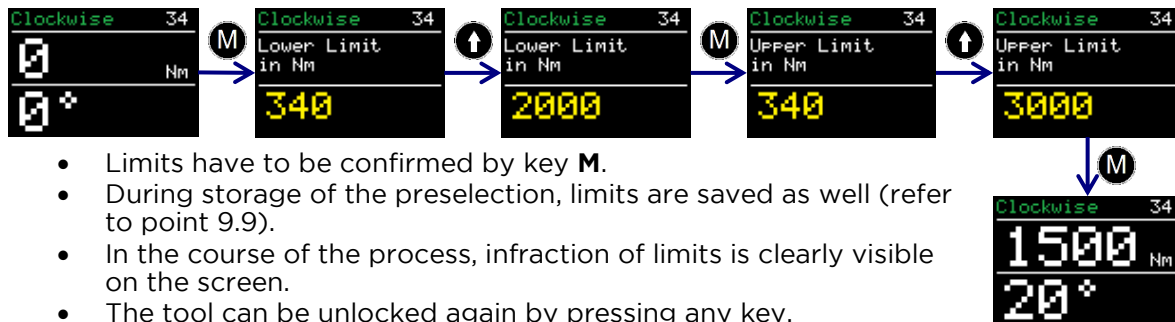 Clockwise 34
0 Nm
0°
M
Clockwise 34
Lower Limit
in Nm
340
Clockwise 34
Lower Limit
in Nm
2000
M
Clockwise 34
Upper Limit
in Nm
340
Clockwise 34
Upper Limit
in Nm
3000
• Limits have to be confirmed by key M.
• During storage of the preselection, limits are saved as well (refer
to point 9.9).
• In the course of the process, infraction of limits is clearly visible
on the screen.
• The tool can be unlocked again by pressing any key.
M
Clockwise 34
1500 Nm
20°